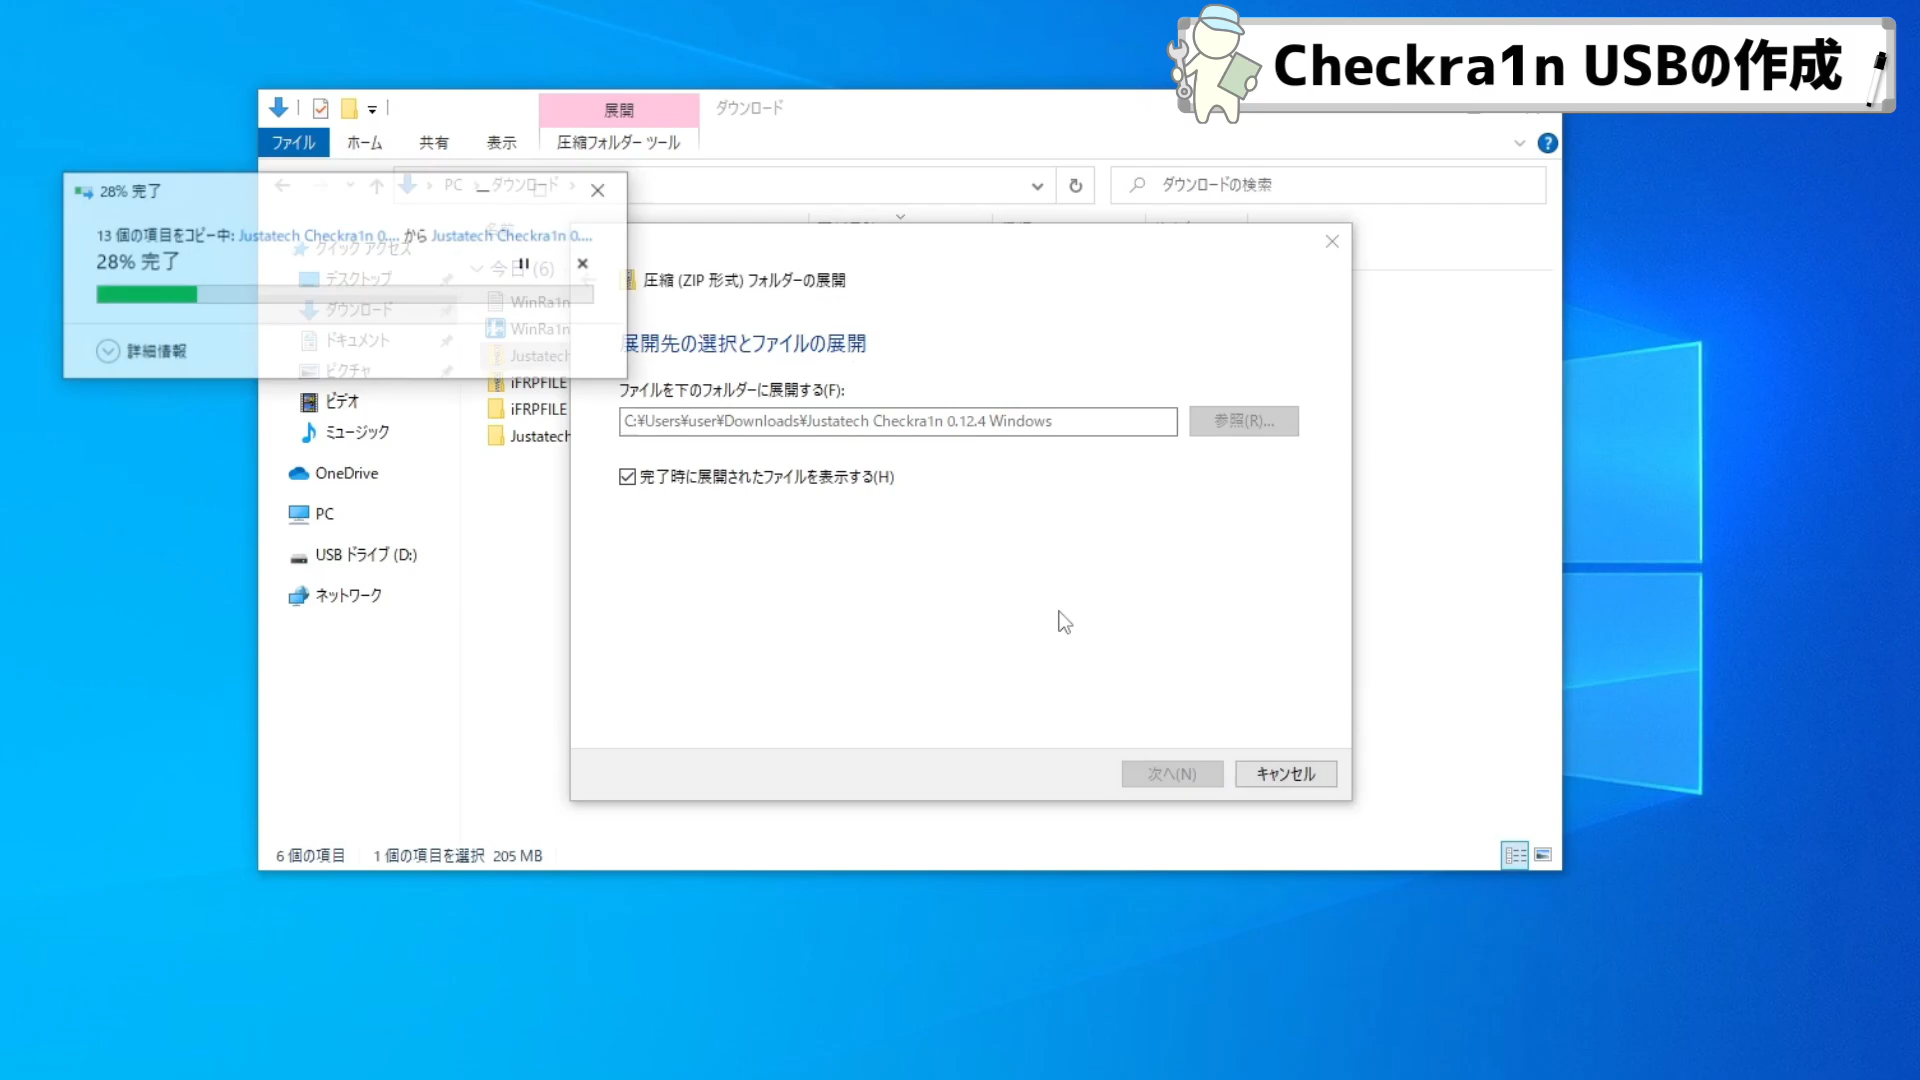 Checkra1n USBの作成
展開
ダウンロード
ファイル
ホーム
共有
表示
圧縮フォルダー ツール
28% 完了
PC
ダウンロード
ダウンロードの検索
13 個の項目をコピー中: Justatech Checkra1n 0.... から Justatech Checkra1n 0....
28% 完了
詳細情報
クイック アクセス
デスクトップ
ダウンロード
ドキュメント
ピクチャ
ビデオ
ミュージック
OneDrive
PC
USB ドライブ (D:)
ネットワーク
今日 (6)
WinRa1n
WinRa1n
Justatech
iFRPFILE
iFRPFILE
Justatech
圧縮 (ZIP 形式) フォルダーの展開
展開先の選択とファイルの展開
ファイルを下のフォルダーに展開する(F):
C:¥Users¥user¥Downloads¥Justatech Checkra1n 0.12.4 Windows
参照(R)...
完了時に展開されたファイルを表示する(H)
次へ(N)
キャンセル
6 個の項目
1 個の項目を選択 205 MB